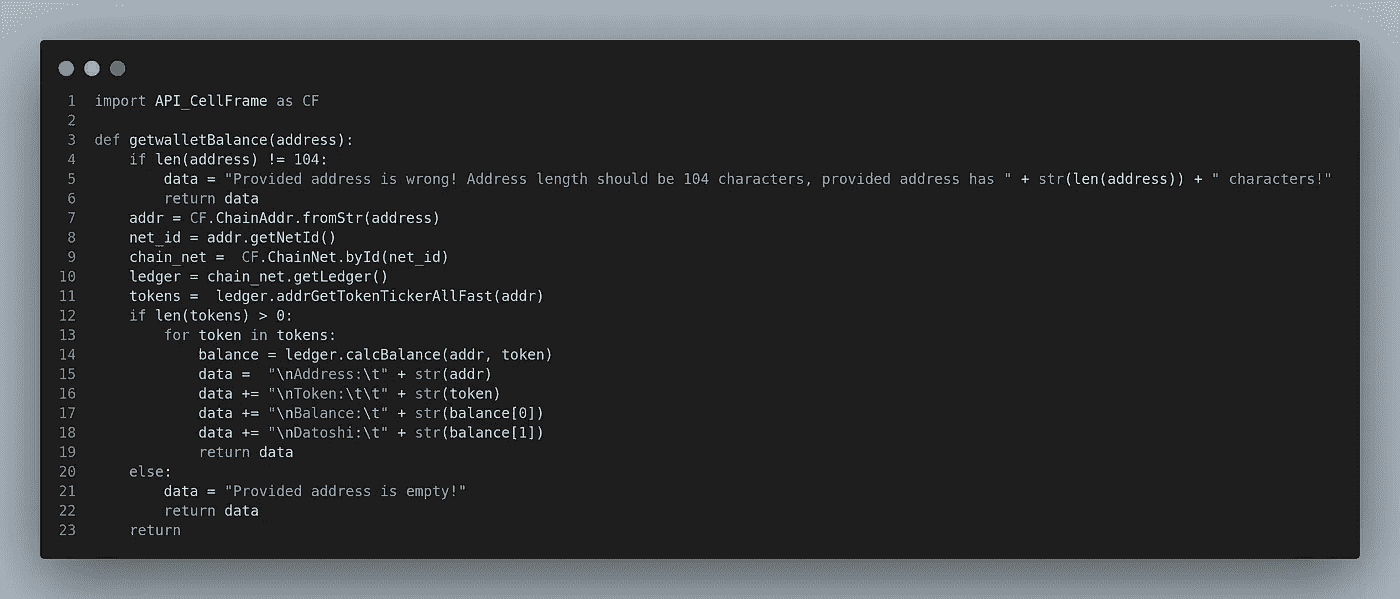 1 import API_CellFrame as CF
2
3 def getwalletBalance(address):
4     if len(address) != 104:
5         data = "Provided address is wrong! Address length should be 104 characters, provided address has " + str(len(address)) + " characters!"
6         return data
7     addr = CF.ChainAddr.fromStr(address)
8     net_id = addr.getNetId()
9     chain_net =  CF.ChainNet.byId(net_id)
10     ledger = chain_net.getLedger()
11     tokens =  ledger.addrGetTokenTickerAllFast(addr)
12     if len(tokens) > 0:
13         for token in tokens:
14             balance = ledger.calcBalance(addr, token)
15             data =  "\nAddress:\t" + str(addr)
16             data += "\nToken:\t\t" + str(token)
17             data += "\nBalance:\t" + str(balance[0])
18             data += "\nDatoshi:\t" + str(balance[1])
19             return data
20     else:
21         data = "Provided address is empty!"
22         return data
23     return